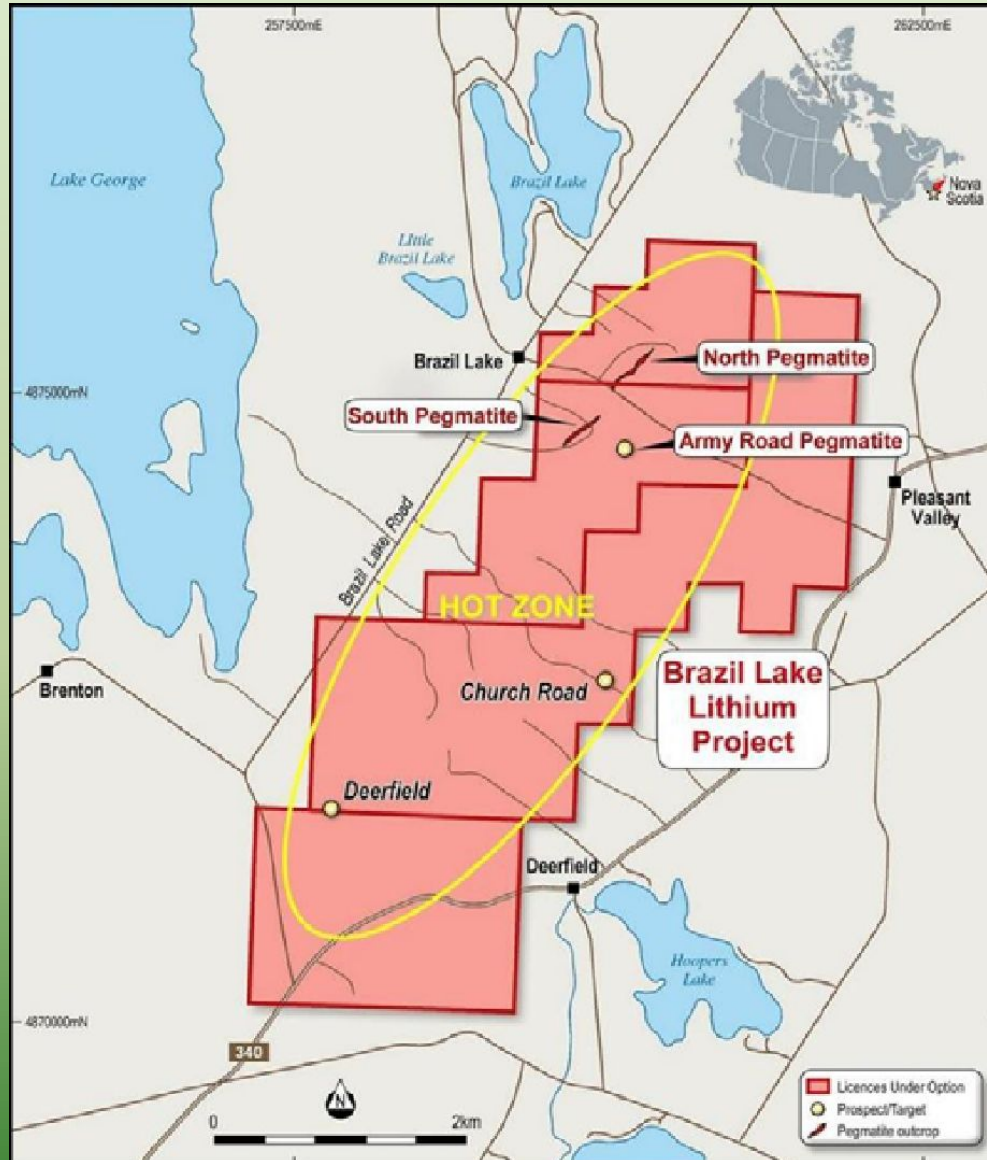 257500mE
262500mE
Lake George
Brazil Lake
Nova
Scotia
LIttle
Brazil Lake
Brazil Lake
North Pegmatite
4875000mN
South Pegmatite
Army Road Pegmatite
Pleasant
Valley
Brazil Lake Road
HOT ZONE
Brenton
Church Road
Brazil Lake
Lithium
Project
Deerfield
Deerfield
Hoopers
Lake
4870000mN
340
N
0 2km
Licences Under Option
Prospect/Target
Pegmatite outcrop